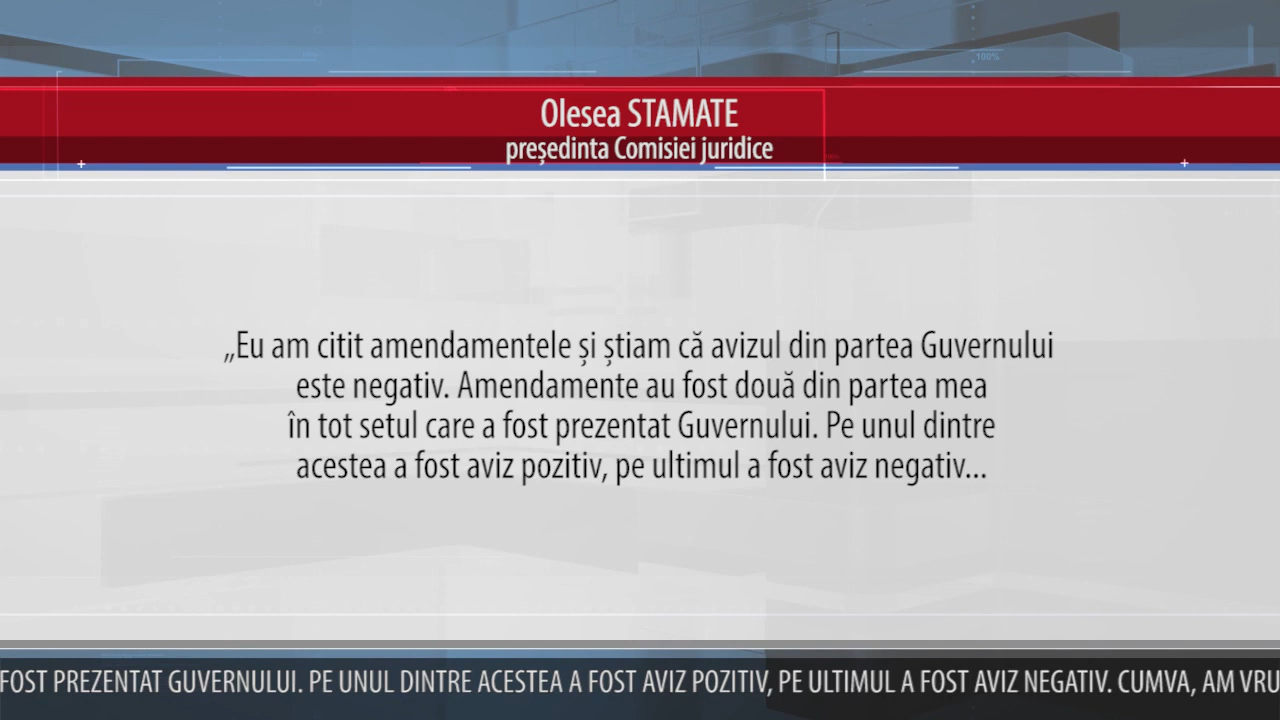 100%
Olesea STAMATE
președinta Comisiei juridice
„Eu am citit amendamentele și știam că avizul din partea Guvernului
este negativ. Amendamente au fost două din partea mea
în tot setul care a fost prezentat Guvernului. Pe unul dintre
acestea a fost aviz pozitiv, pe ultimul a fost aviz negativ...
FOST PREZENTAT GUVERNULUI. PE UNUL DINTRE ACESTEA A FOST AVIZ POZITIV, PE ULTIMUL A FOST AVIZ NEGATIV. CUMVA, AM VRU